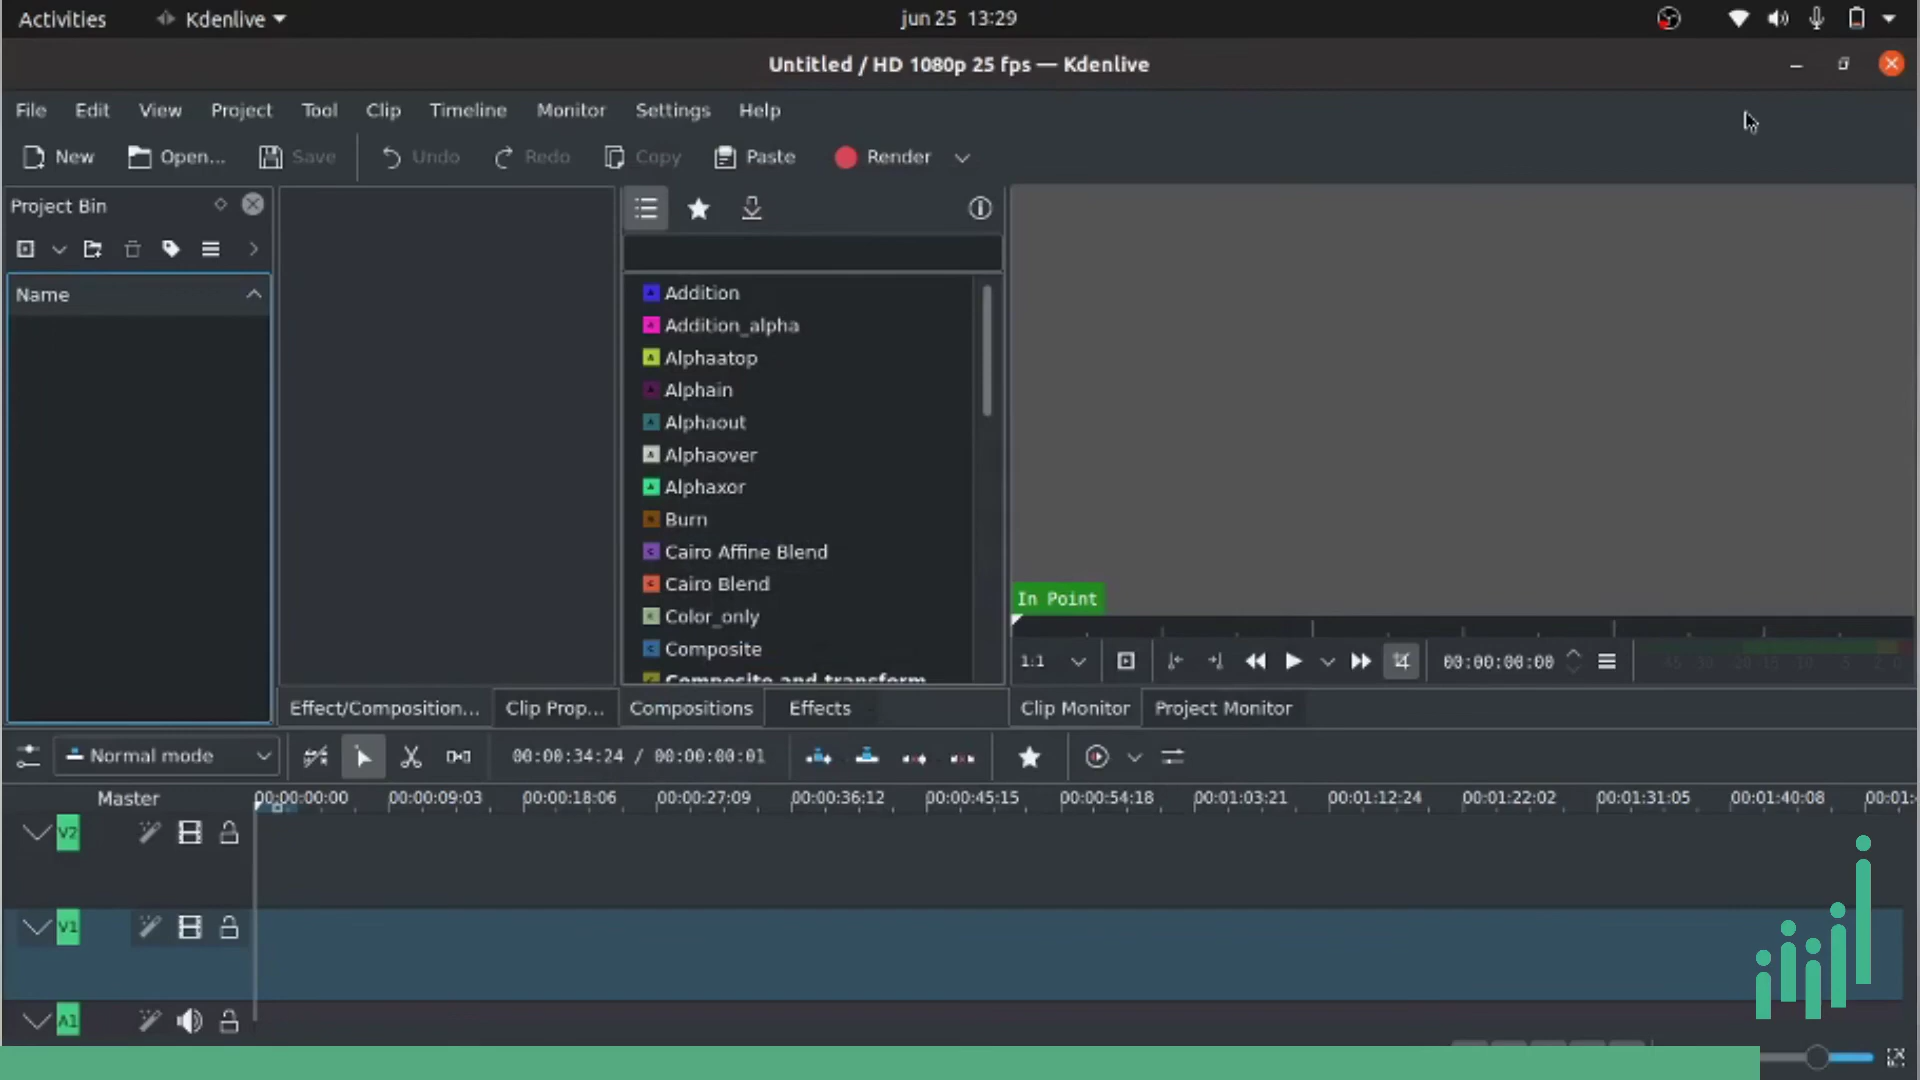 Activities Kdenlive jun 25 13:29
Untitled / HD 1080p 25 fps — Kdenlive
File Edit View Project Tool Clip Timeline Monitor Settings Help
New Open... Save Undo Redo Copy Paste Render
Project Bin
Name
Addition
Addition_alpha
Alphaatop
Alphain
Alphaout
Alphaover
Alphaxor
Burn
Cairo Affine Blend
Cairo Blend
Color_only
Composite
Composite and transform
In Point
1:1 00:00:00:00
Effect/Composition... Clip Prop... Compositions Effects Clip Monitor Project Monitor
Normal mode 00:00:34:24 / 00:00:00:01
Master 00:00:00:00 00:00:09:03 00:00:18:06 00:00:27:09 00:00:36:12 00:00:45:15 00:00:54:18 00:01:03:21 00:01:12:24 00:01:22:02 00:01:31:05 00:01:40:08 00:01:
V2
V1
A1